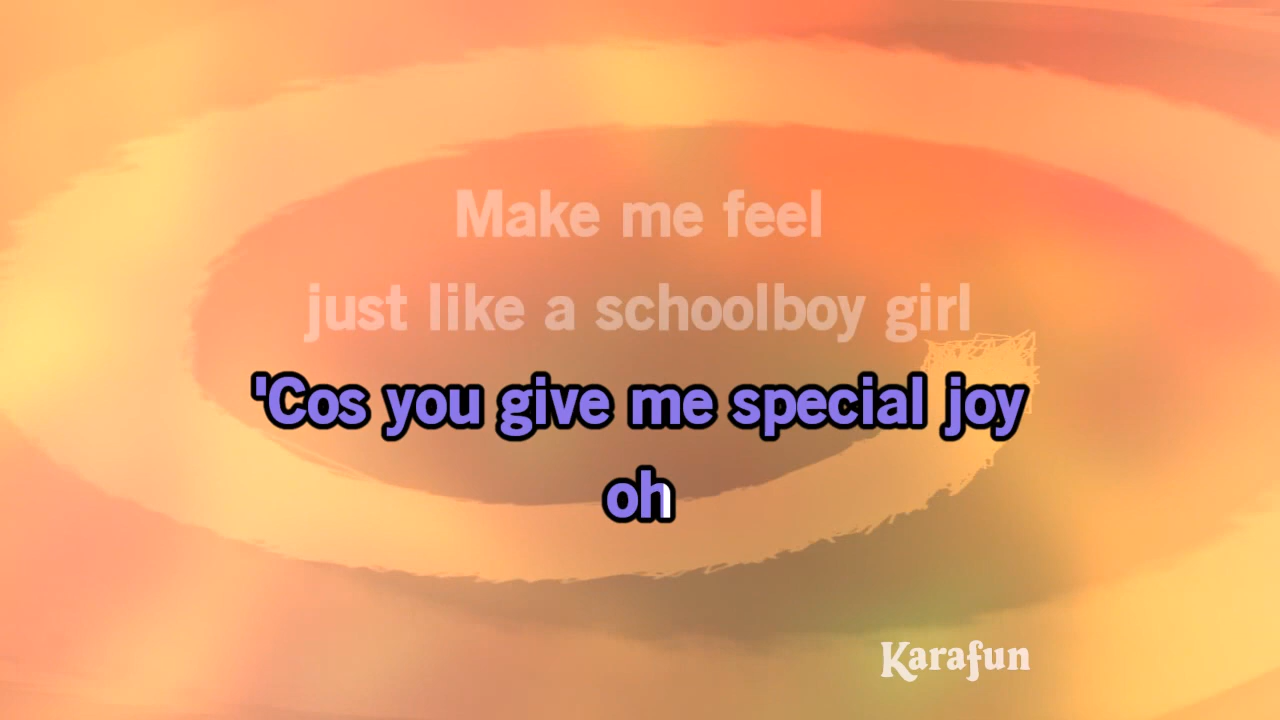 Make me feel
just like a schoolboy girl
'Cos you give me special joy
oh
Karafun